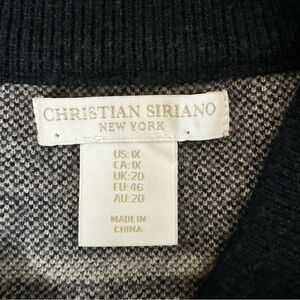 CHRISTIAN SIRIANO
NEW YORK
US: 1X
CA: 1X
UK: 20
EU: 46
AU: 20
MADE IN
CHINA